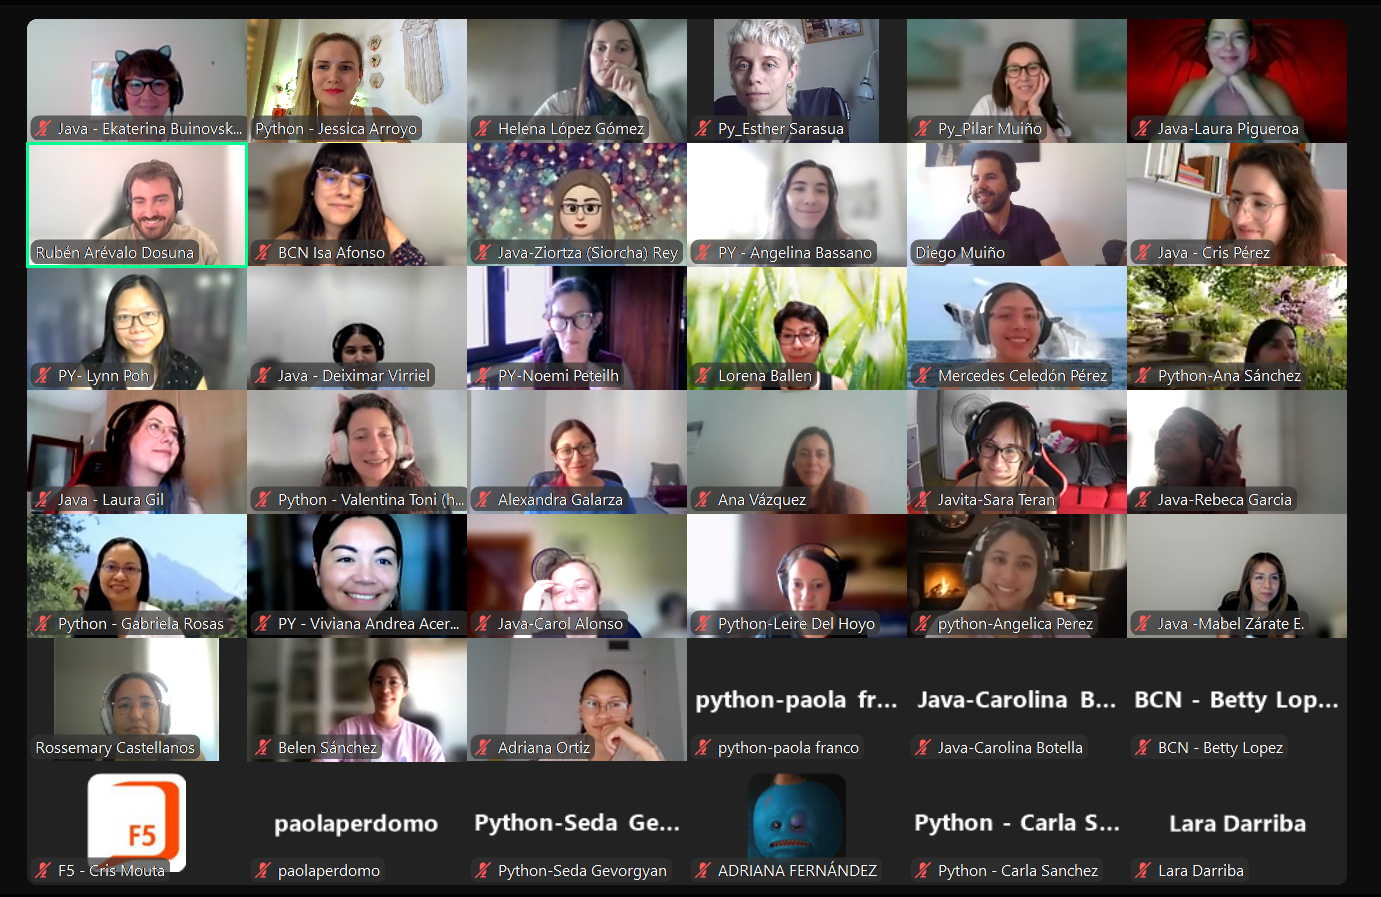 Java - Ekaterina Buinovsk...
Python - Jessica Arroyo
Helena López Gómez
Py_Esther Sarasua
Py_Pilar Muiño
Java-Laura Pigueroa
Rubén Arévalo Dosuna
BCN Isa Afonso
Java-Ziortza (Siorcha) Rey
PY - Angelina Bassano
Diego Muiño
Java - Cris Pérez
PY- Lynn Poh
Java - Deiximar Virriel
PY-Noemi Peteilh
Lorena Ballen
Mercedes Celedón Pérez
Python-Ana Sánchez
Java - Laura Gil
Python - Valentina Toni (h...
Alexandra Galarza
Ana Vázquez
Javita-Sara Teran
Java-Rebeca Garcia
Python - Gabriela Rosas
PY - Viviana Andrea Acer...
Java-Carol Alonso
Python-Leire Del Hoyo
python-Angelica Perez
Java -Mabel Zárate E.
Rossemary Castellanos
Belen Sánchez
Adriana Ortiz
python-paola fr...
python-paola franco
Java-Carolina B...
Java-Carolina Botella
BCN - Betty Lop...
BCN - Betty Lopez
F5
F5 - Cris Mouta
paolaperdomo
paolaperdomo
Python-Seda Ge...
Python-Seda Gevorgyan
ADRIANA FERNÁNDEZ
Python - Carla S...
Python - Carla Sanchez
Lara Darriba
Lara Darriba